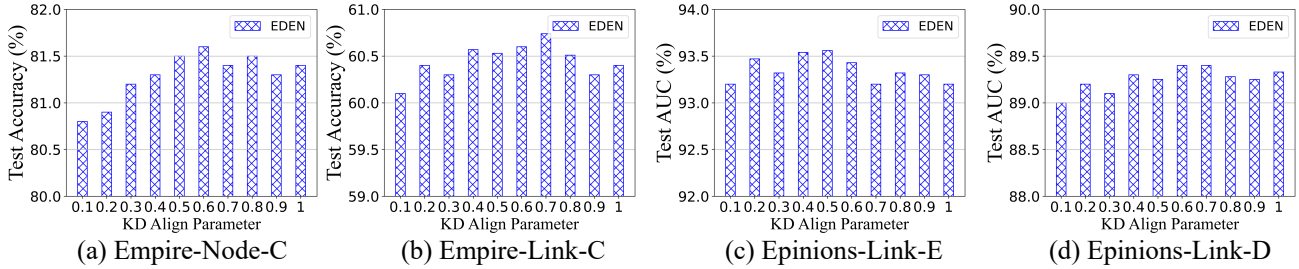 Test Accuracy (%)
82.0
81.5
81.0
80.5
80.0
EDEN
0.1 0.2 0.3 0.4 0.5 0.6 0.7 0.8 0.9 1
KD Align Parameter
(a) Empire-Node-C
Test Accuracy (%)
61.0
60.5
60.0
59.5
59.0
EDEN
0.1 0.2 0.3 0.4 0.5 0.6 0.7 0.8 0.9 1
KD Align Parameter
(b) Empire-Link-C
Test AUC (%)
94.0
93.5
93.0
92.5
92.0
EDEN
0.1 0.2 0.3 0.4 0.5 0.6 0.7 0.8 0.9 1
KD Align Parameter
(c) Epinions-Link-E
Test AUC (%)
90.0
89.5
89.0
88.5
88.0
EDEN
0.1 0.2 0.3 0.4 0.5 0.6 0.7 0.8 0.9 1
KD Align Parameter
(d) Epinions-Link-D